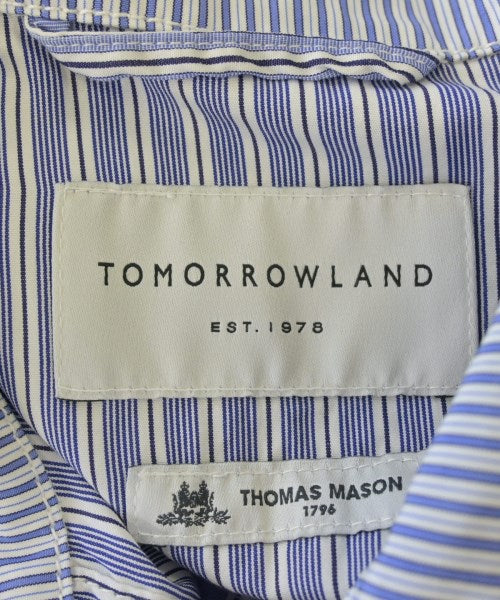 TOMORROWLAND
EST. 1978
THOMAS MASON
1796